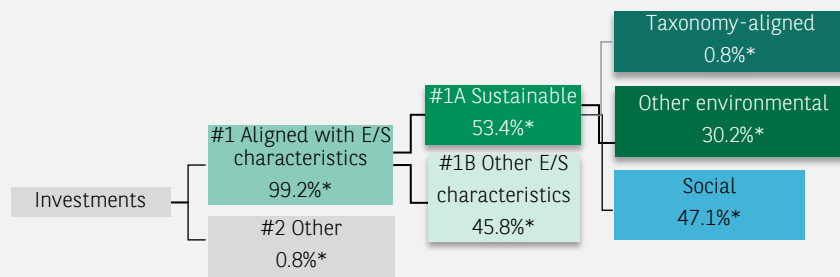 Investments
#1 Aligned with E/S
characteristics
99.2%*
#2 Other
0.8%*
#1A Sustainable
53.4%*
#1B Other E/S
characteristics
45.8%*
Taxonomy-aligned
0.8%*
Other environmental
30.2%*
Social
47.1%*